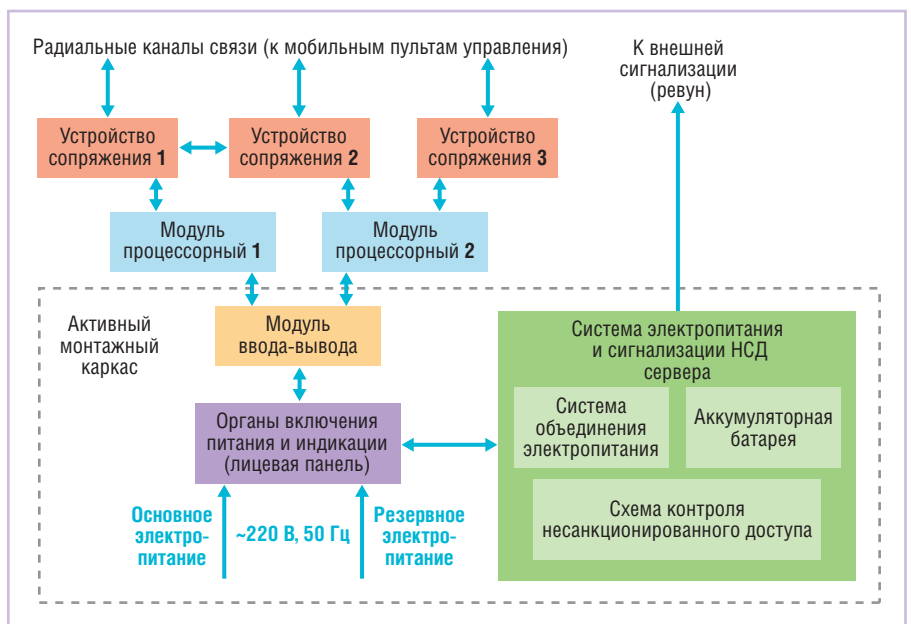 Радиальные каналы связи (к мобильным пультам управления)
К внешней
сигнализации
(ревун)
Устройство
сопряжения 1
Устройство
сопряжения 2
Устройство
сопряжения 3
Модуль
процессорный 1
Модуль
процессорный 2
Активный
монтажный
каркас
Модуль
ввода-вывода
Система электропитания
и сигнализации НСД
сервера
Система
объединения
электропитания
Аккумуляторная
батарея
Схема контроля
несанкционированного доступа
Органы включения
питания и индикации
(лицевая панель)
Основное
электро-
питание
~220 В, 50 Гц
Резервное
электро-
питание